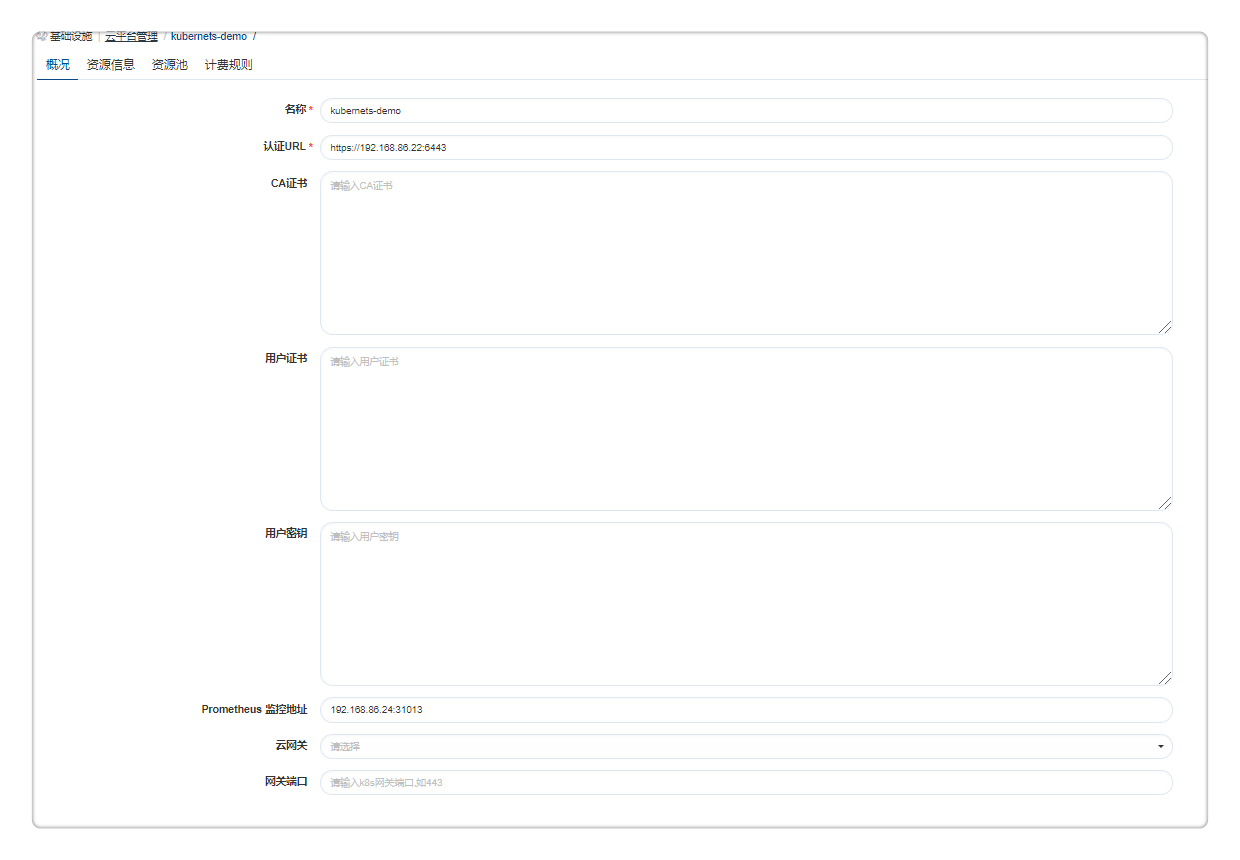 基础设施 | 云平台管理 / kubernets-demo /
概况 资源信息 资源池 计费规则
名称 * kubernets-demo
认证URL * https://192.168.86.22:6443
CA证书 请输入CA证书
用户证书 请输入用户证书
用户密钥 请输入用户密钥
Prometheus 监控地址 192.168.86.24:31013
云网关 请选择
网关端口 请输入k8s网关端口,如443